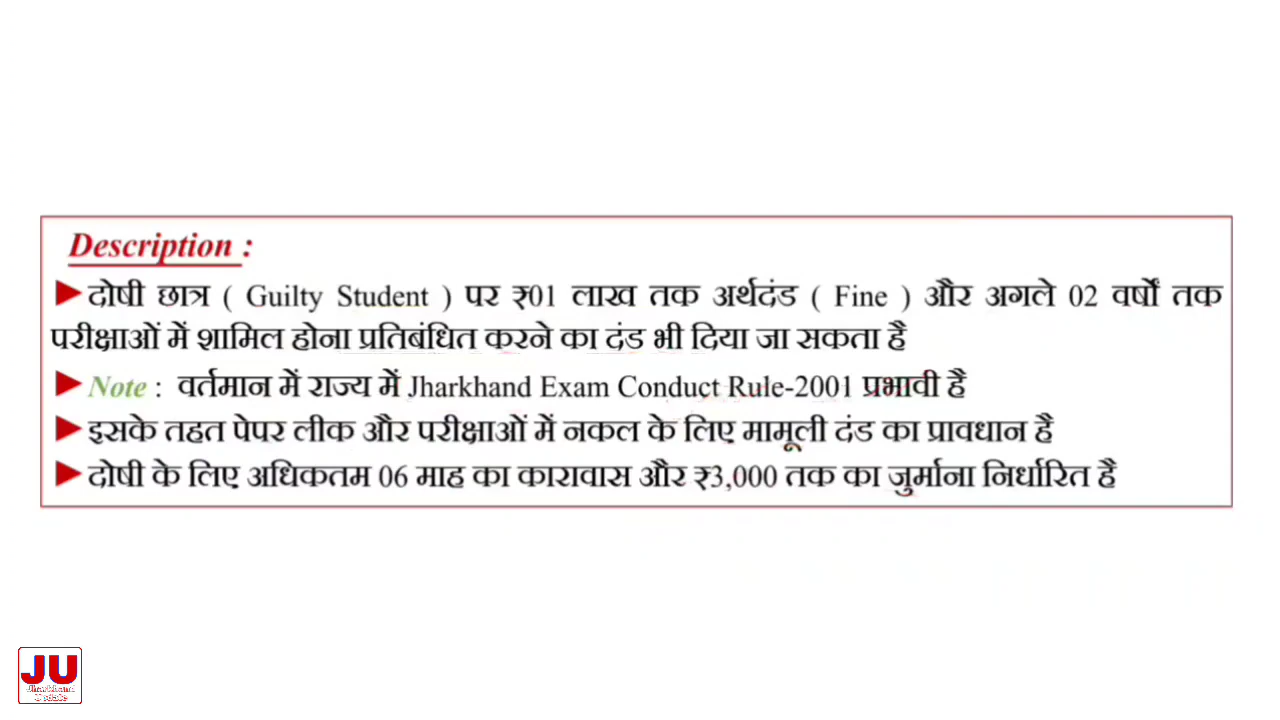 Description :
►दोषी छात्र ( Guilty Student ) पर ₹01 लाख तक अर्थदंड ( Fine ) और अगले 02 वर्षों तक
परीक्षाओं में शामिल होना प्रतिबंधित करने का दंड भी दिया जा सकता है
►Note : वर्तमान में राज्य में Jharkhand Exam Conduct Rule-2001 प्रभावी है
►इसके तहत पेपर लीक और परीक्षाओं में नकल के लिए मामूली दंड का प्रावधान है
►दोषी के लिए अधिकतम 06 माह का कारावास और ₹3,000 तक का जुर्माना निर्धारित है
JU
Jharkhand
Update